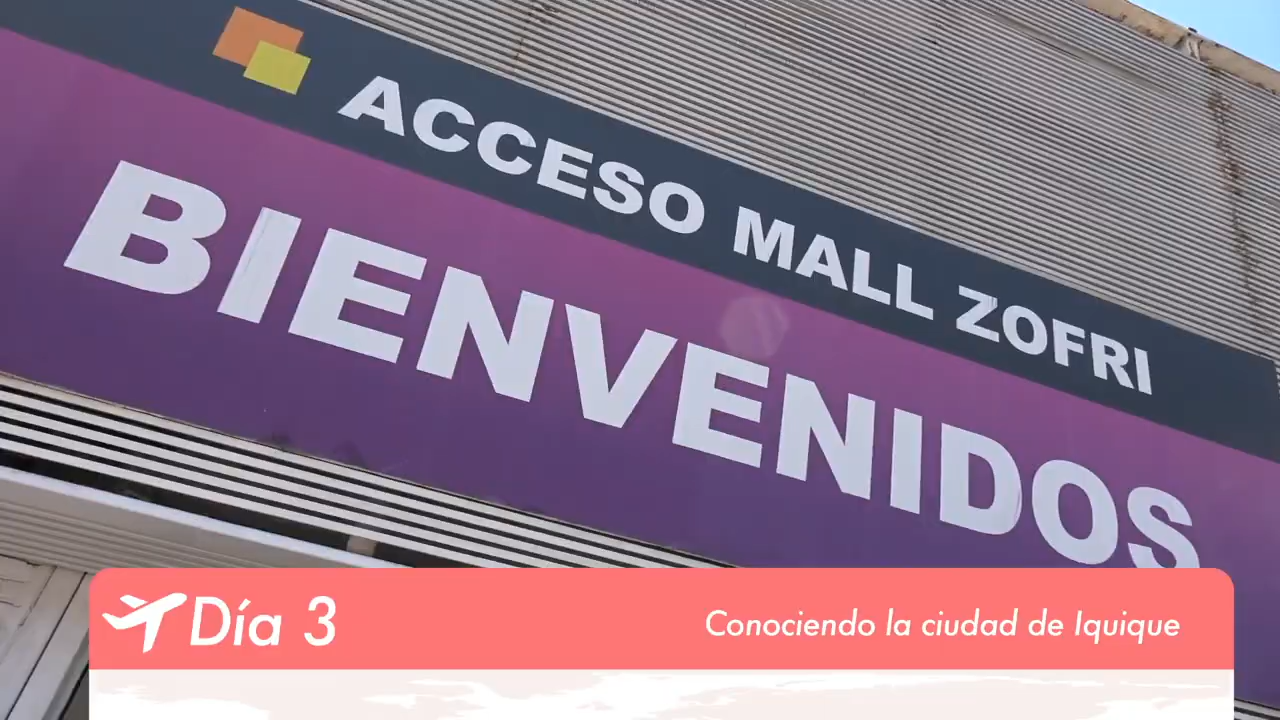 ACCESO MALL ZOFRI
BIENVENIDOS
Día 3
Conociendo la ciudad de Iquique